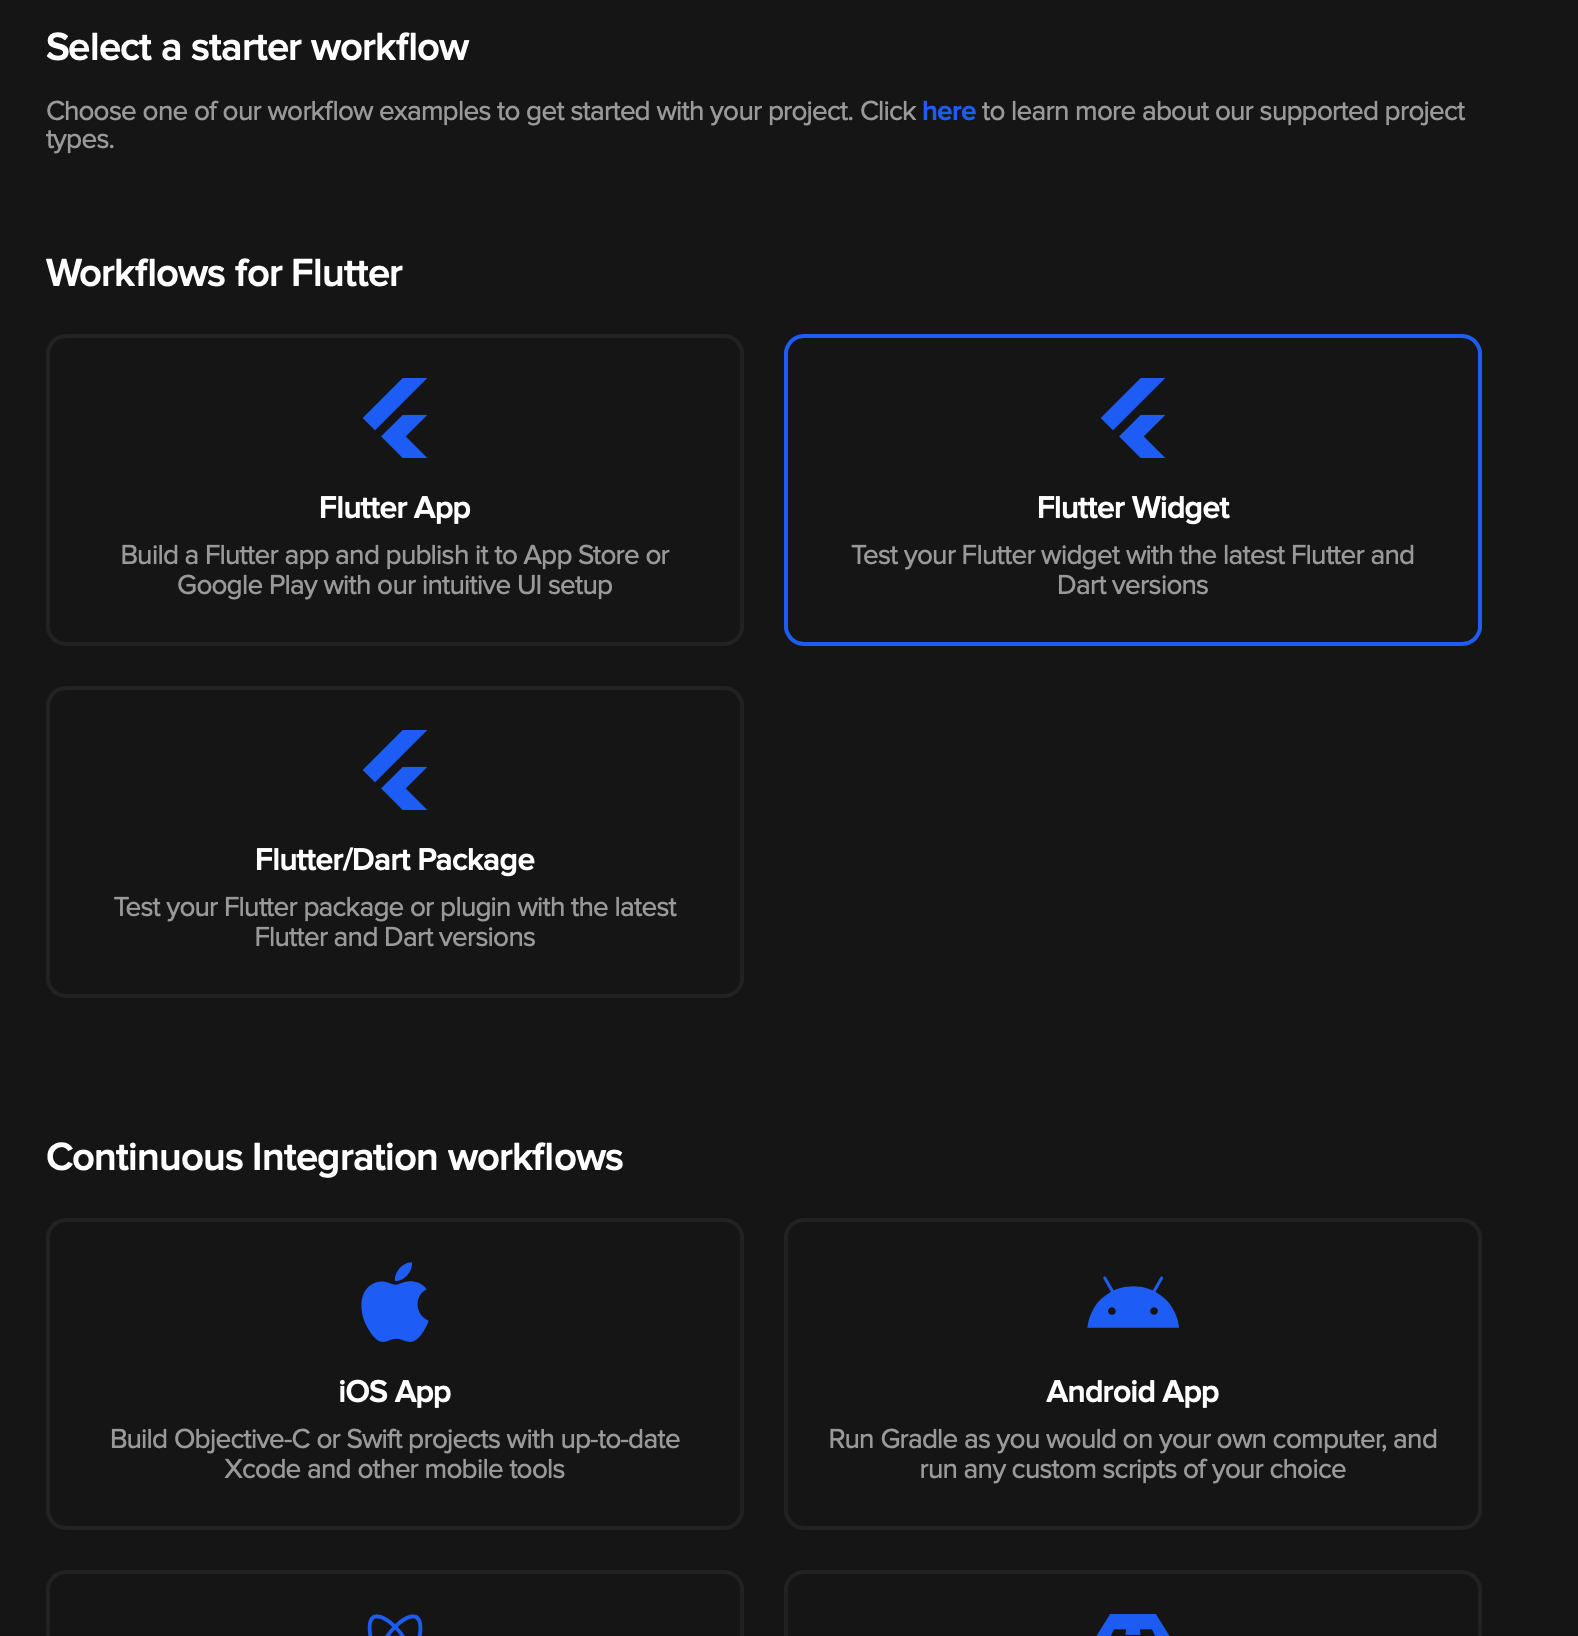 Select a starter workflow
Choose one of our workflow examples to get started with your project. Click here to learn more about our supported project
types.
Workflows for Flutter
Flutter App
Build a Flutter app and publish it to App Store or
Google Play with our intuitive UI setup
Flutter Widget
Test your Flutter widget with the latest Flutter and
Dart versions
Flutter/Dart Package
Test your Flutter package or plugin with the latest
Flutter and Dart versions
Continuous Integration workflows
iOS App
Build Objective-C or Swift projects with up-to-date
Xcode and other mobile tools
Android App
Run Gradle as you would on your own computer, and
run any custom scripts of your choice